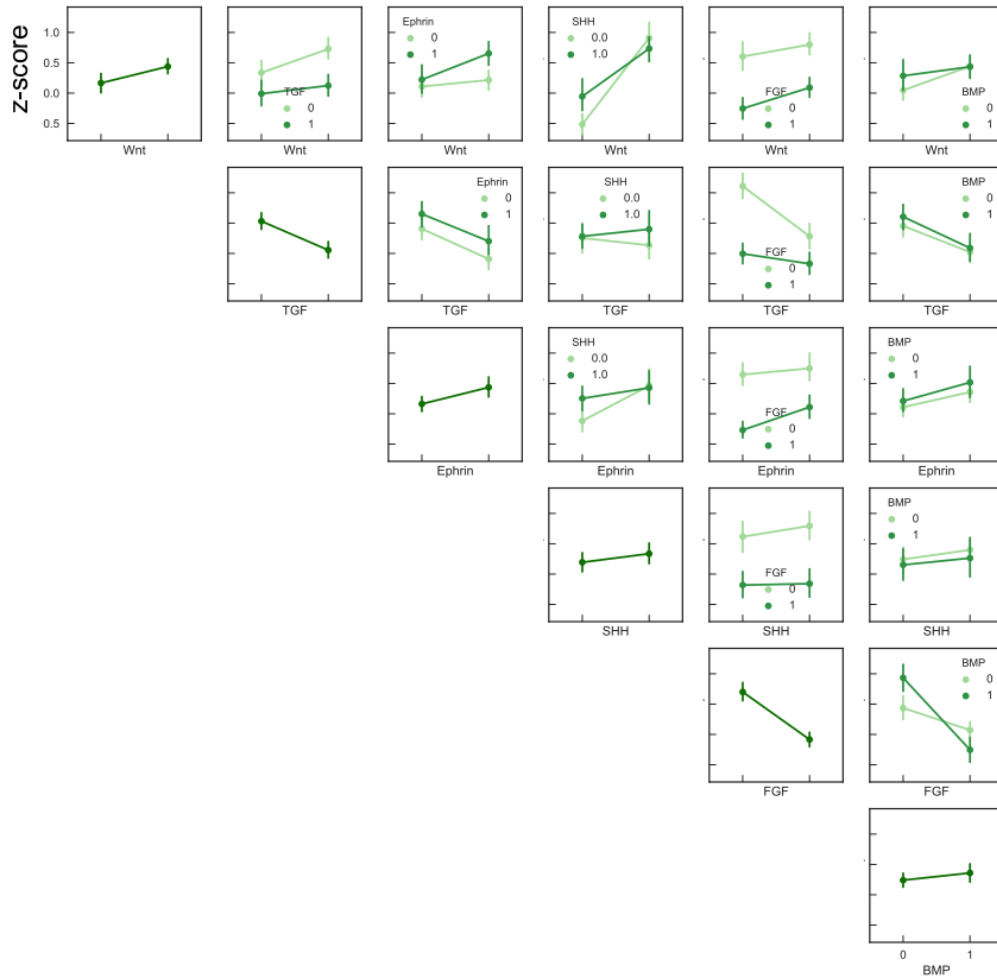 z-score
1.0
0.5
0.0
0.5
Wnt
TGF
0
1
Wnt
Ephrin
0
1
Wnt
SHH
0
1.0
Wnt
FGF
0
1
Wnt
BMP
0
1
Wnt
TGF
Ephrin
0
1
TGF
SHH
0.0
1.0
TGF
FGF
0
1
TGF
BMP
0
1
TGF
Ephrin
SHH
0.0
1.0
Ephrin
FGF
0
1
Ephrin
BMP
0
1
Ephrin
SHH
FGF
0
1
SHH
BMP
0
1
SHH
FGF
BMP
0
1
FGF
0 1
BMP